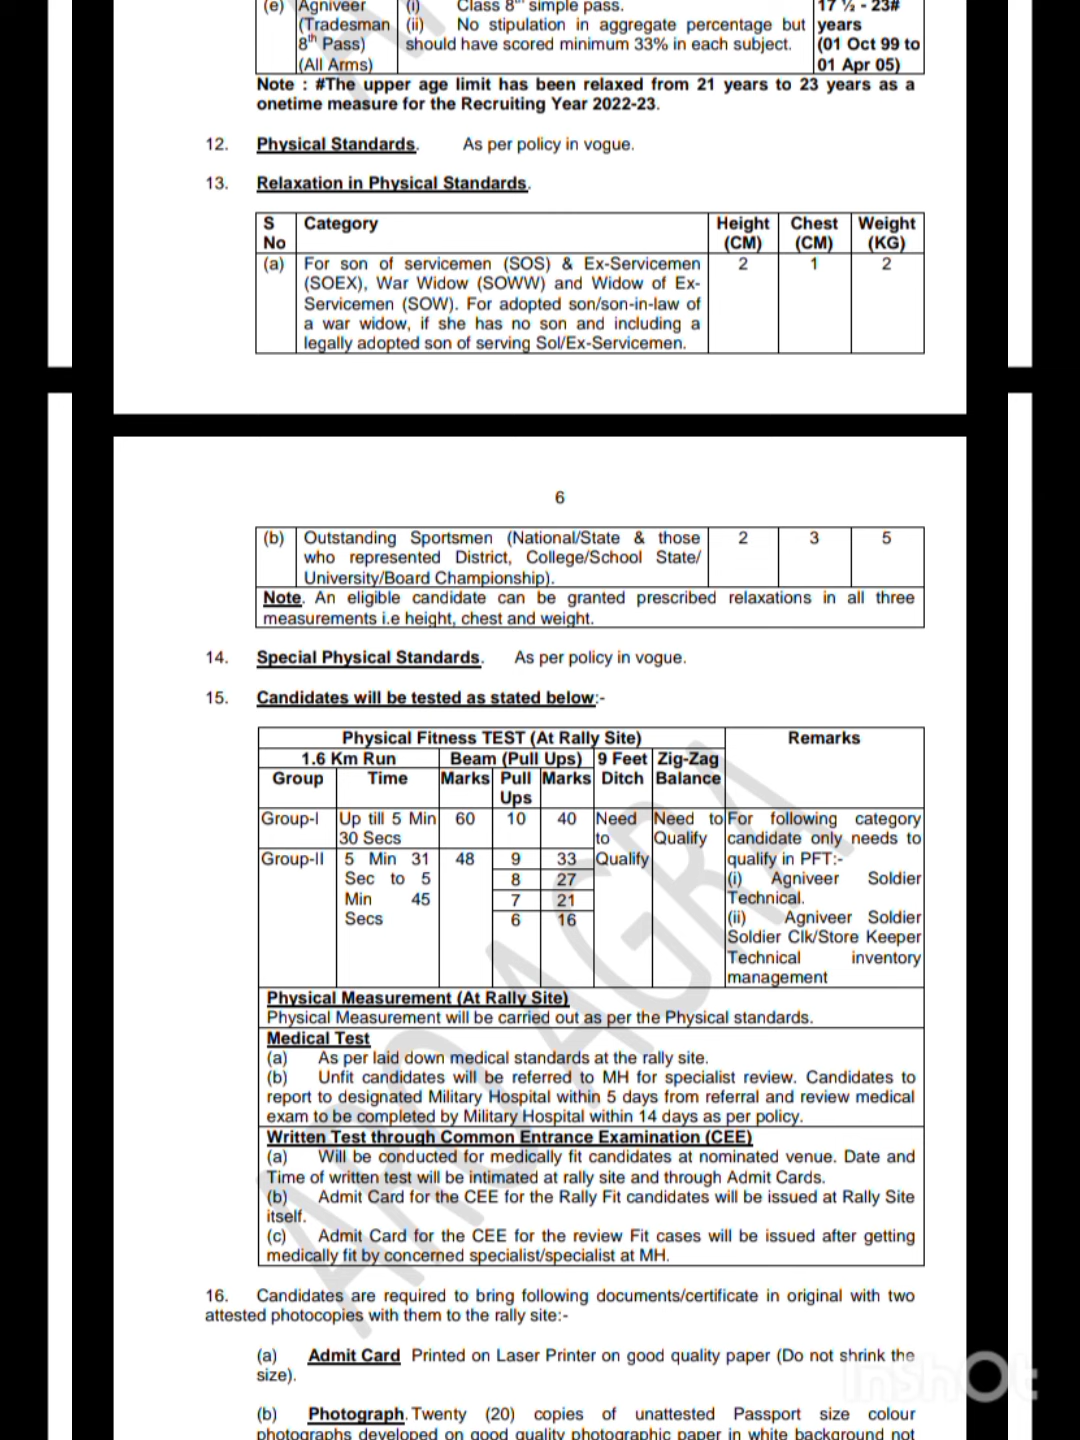 (e) Agniveer (i) Class 8th simple pass. 17 ½ - 23#
(Tradesman (ii) No stipulation in aggregate percentage but years
8th Pass) should have scored minimum 33% in each subject. (01 Oct 99 to
(All Arms) 01 Apr 05)
Note : #The upper age limit has been relaxed from 21 years to 23 years as a
onetime measure for the Recruiting Year 2022-23.
12. Physical Standards. As per policy in vogue.
13. Relaxation in Physical Standards.
S Category Height Chest Weight
No (CM) (CM) (KG)
(a) For son of servicemen (SOS) & Ex-Servicemen 2 1 2
(SOEX), War Widow (SOWW) and Widow of Ex-
Servicemen (SOW). For adopted son/son-in-law of
a war widow, if she has no son and including a
legally adopted son of serving Sol/Ex-Servicemen.
6
(b) Outstanding Sportsmen (National/State & those 2 3 5
who represented District, College/School State/
University/Board Championship).
Note. An eligible candidate can be granted prescribed relaxations in all three
measurements i.e height, chest and weight.
14. Special Physical Standards. As per policy in vogue.
15. Candidates will be tested as stated below:-
Physical Fitness TEST (At Rally Site) Remarks
1.6 Km Run Beam (Pull Ups) 9 Feet Zig-Zag
Group Time Marks Pull Marks Ditch Balance
Ups
Group-I Up till 5 Min 60 10 40 Need Need to For following category
30 Secs to Qualify candidate only needs to
Group-II 5 Min 31 48 9 33 Qualify qualify in PFT:-
Sec to 5 8 27 (i) Agniveer Soldier
Min 45 7 21 Technical.
Secs 6 16 (ii) Agniveer Soldier
Soldier Clk/Store Keeper
Technical inventory
management
Physical Measurement (At Rally Site)
Physical Measurement will be carried out as per the Physical standards.
Medical Test
(a) As per laid down medical standards at the rally site.
(b) Unfit candidates will be referred to MH for specialist review. Candidates to
report to designated Military Hospital within 5 days from referral and review medical
exam to be completed by Military Hospital within 14 days as per policy.
Written Test through Common Entrance Examination (CEE)
(a) Will be conducted for medically fit candidates at nominated venue. Date and
Time of written test will be intimated at rally site and through Admit Cards.
(b) Admit Card for the CEE for the Rally Fit candidates will be issued at Rally Site
itself.
(c) Admit Card for the CEE for the review Fit cases will be issued after getting
medically fit by concerned specialist/specialist at MH.
ARO AGRA
16. Candidates are required to bring following documents/certificate in original with two
attested photocopies with them to the rally site:-
(a) Admit Card Printed on Laser Printer on good quality paper (Do not shrink the
size).
InShOt
(b) Photograph. Twenty (20) copies of unattested Passport size colour
photographs developed on good quality photographic paper in white background not